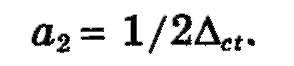 a₂ = 1/2Δ_ct.